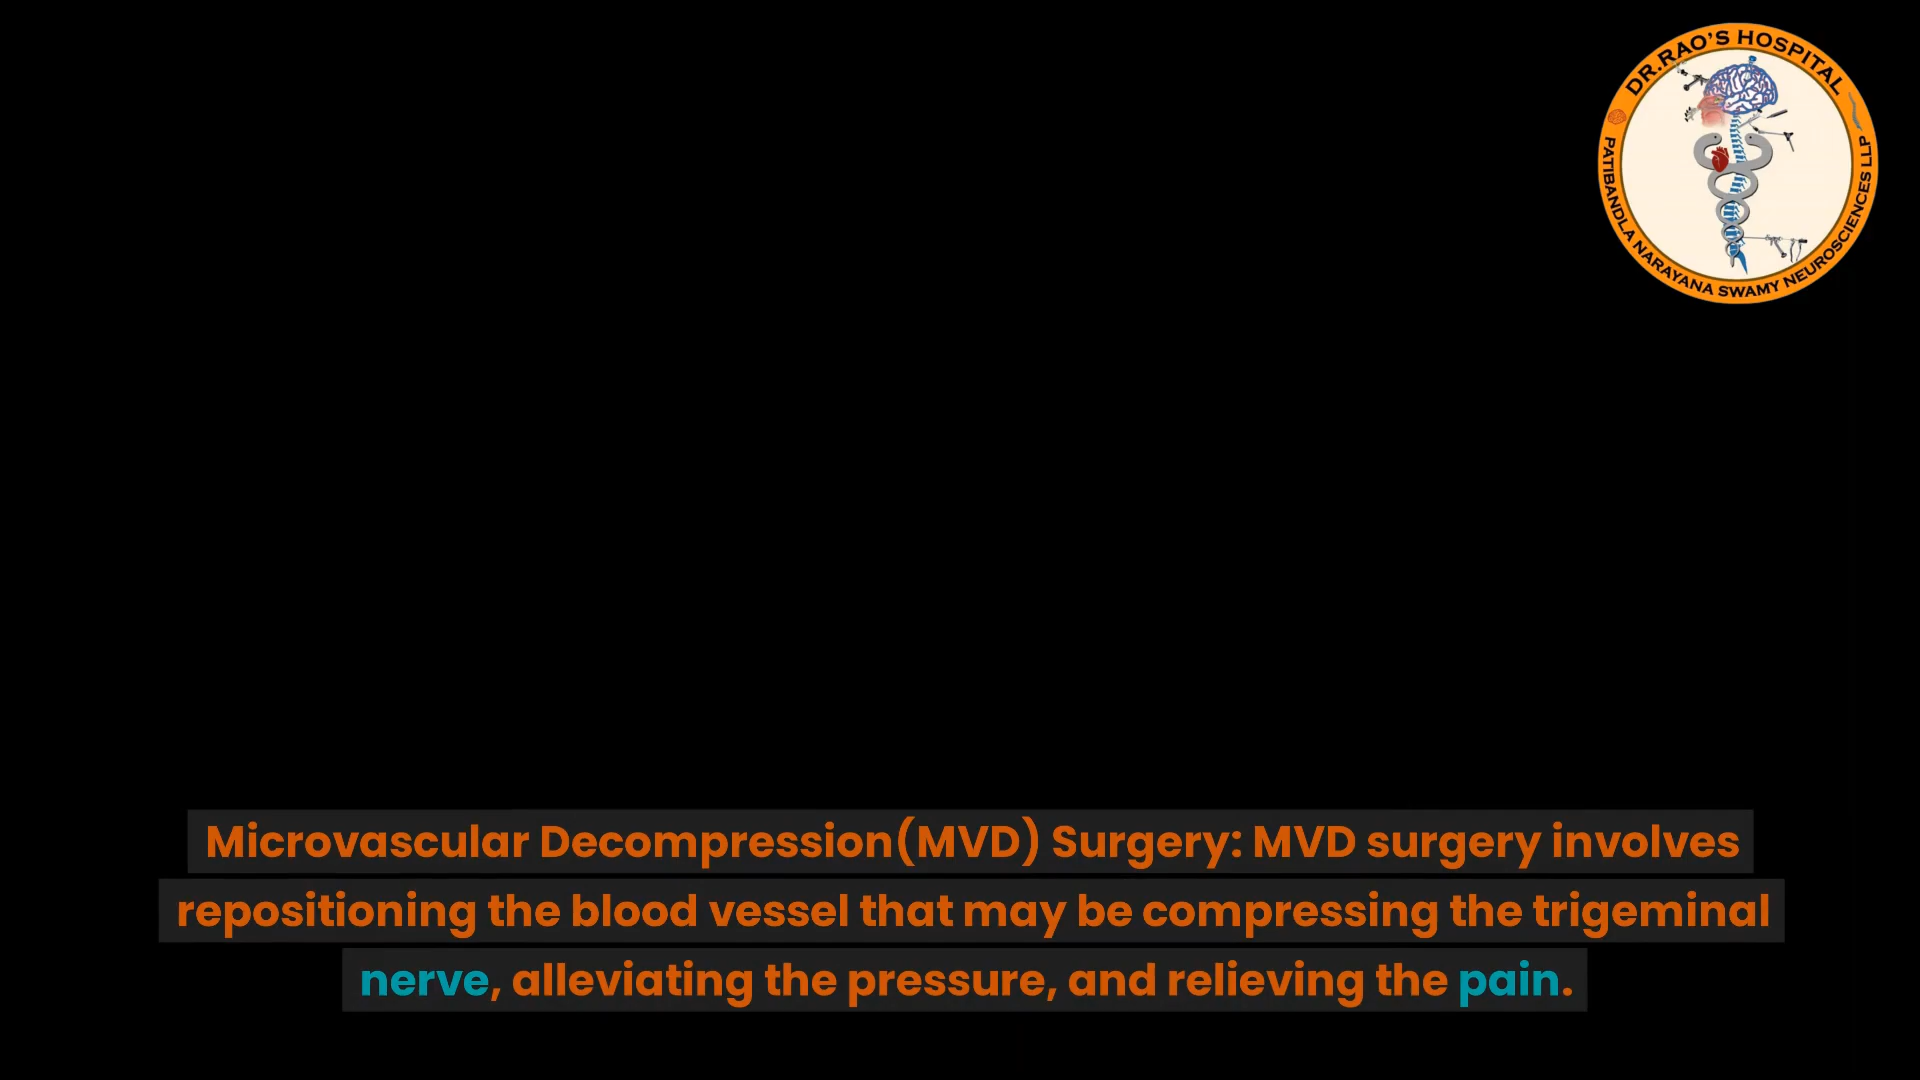 DR.RAO'S HOSPITAL
PATIBANDLA NARAYANA SWAMY NEUROSCIENCES LLP
Microvascular Decompression(MVD) Surgery: MVD surgery involves
repositioning the blood vessel that may be compressing the trigeminal
nerve, alleviating the pressure, and relieving the pain.